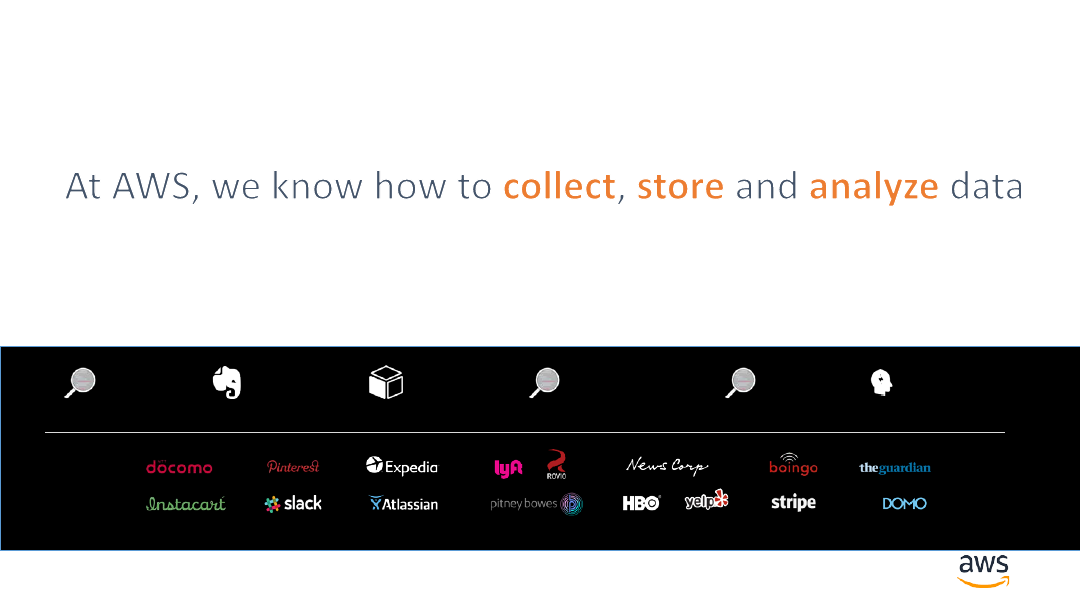 At AWS, we know how to collect, store and analyze data
döcomo Pinterest Expedia lyft ROVIO News Corp boingo theguardian
Instacart slack Atlassian pitney bowes HBO® yelp stripe DOMO
aws